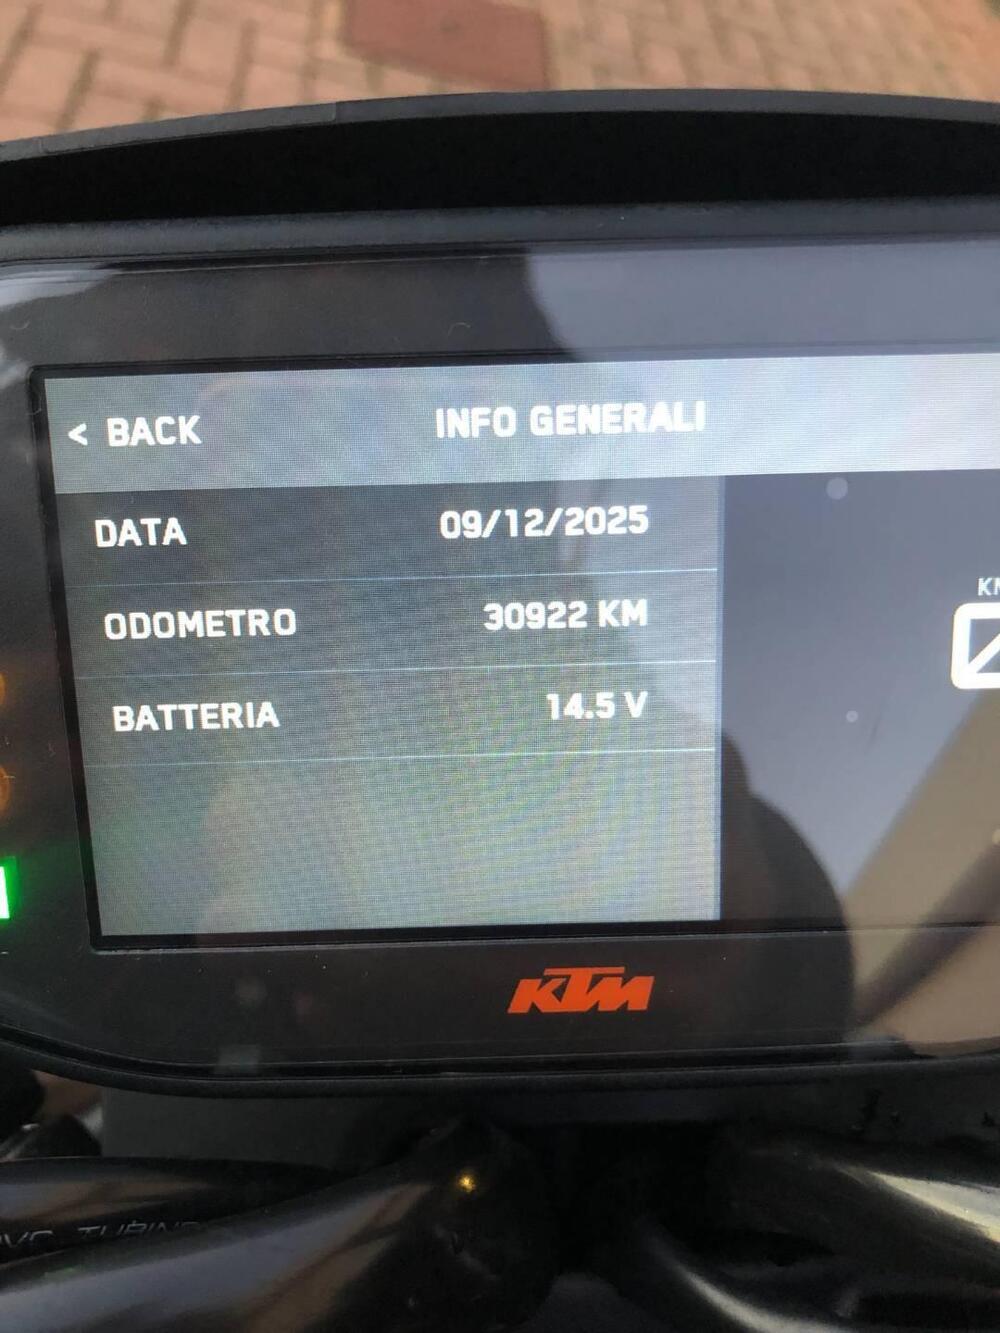 < BACK INFO GENERALI
DATA 09/12/2025
ODOMETRO 30922 KM
BATTERIA 14.5 V
KTM